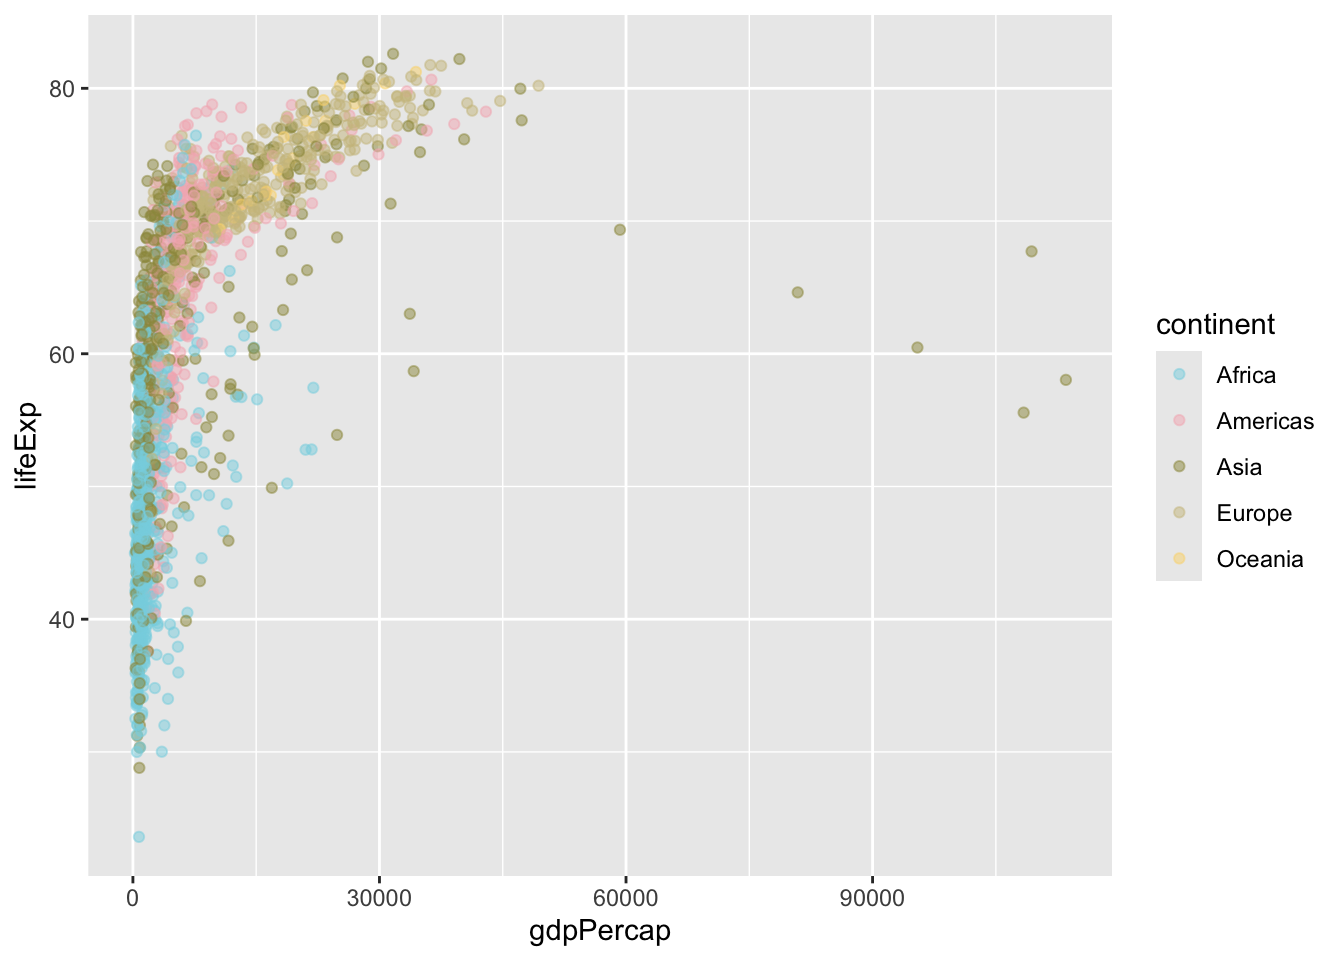 80
60
40
lifeExp
0
30000
60000
90000
gdpPercap
continent
Africa
Americas
Asia
Europe
Oceania